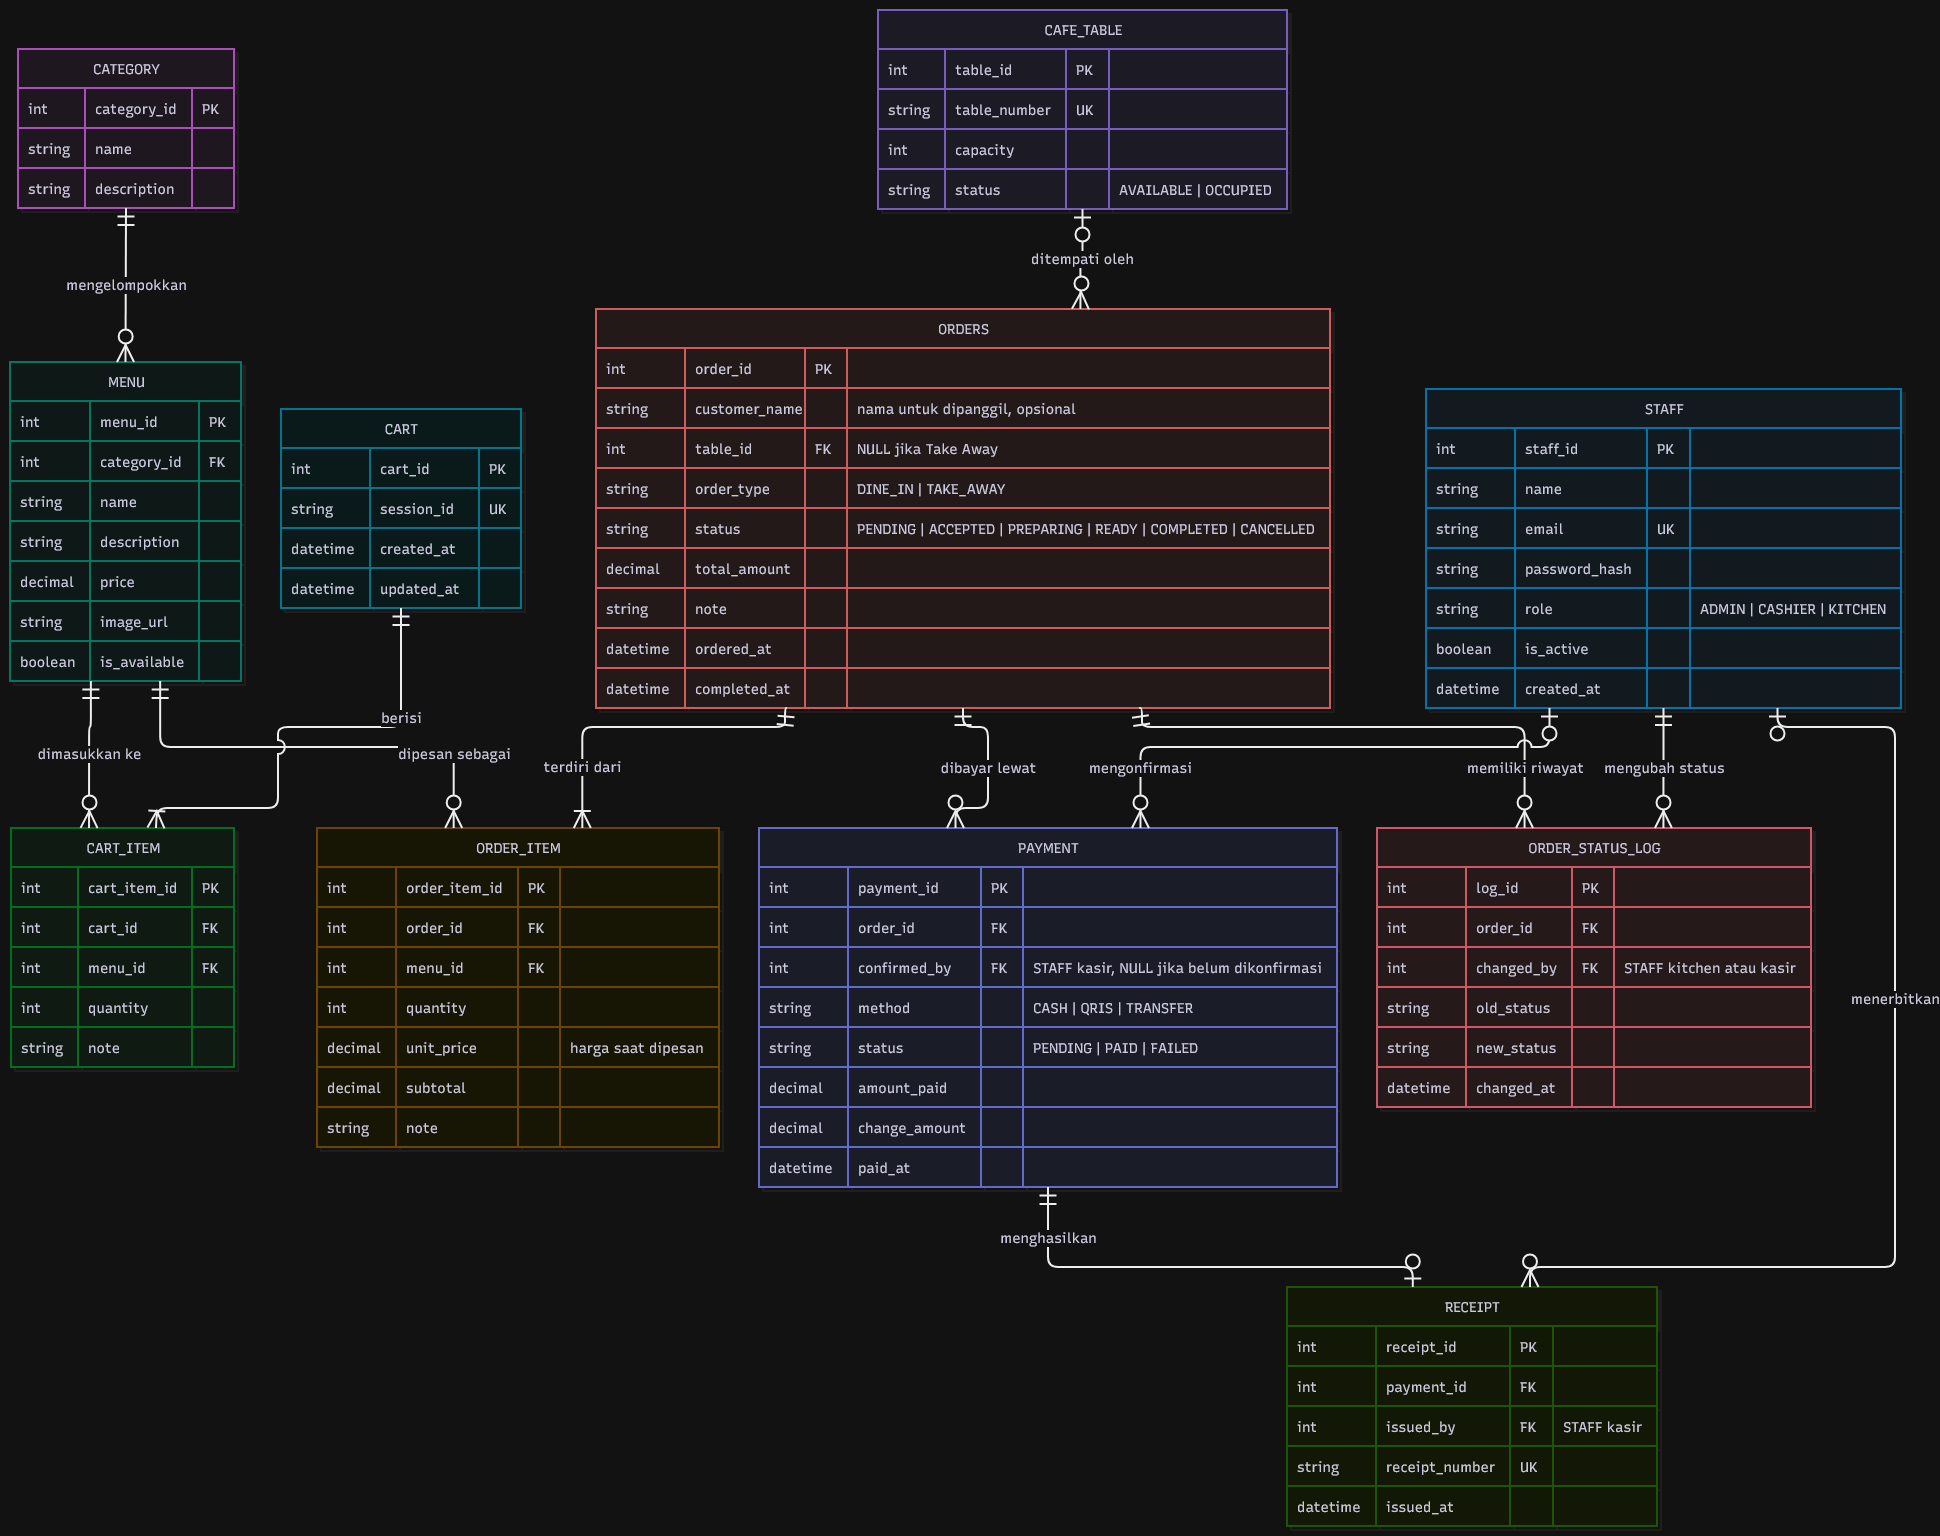 CAFE_TABLE
int table_id PK
string table_number UK
int capacity
string status AVAILABLE | OCCUPIED
CATEGORY
int category_id PK
string name
string description
ditempati oleh
mengelompokkan
ORDERS
int order_id PK
string customer_name nama untuk dipanggil, opsional
int table_id FK NULL jika Take Away
string order_type DINE_IN | TAKE_AWAY
string status PENDING | ACCEPTED | PREPARING | READY | COMPLETED | CANCELLED
decimal total_amount
string note
datetime ordered_at
datetime completed_at
MENU
int menu_id PK
int category_id FK
string name
string description
decimal price
string image_url
boolean is_available
CART
int cart_id PK
string session_id UK
datetime created_at
datetime updated_at
STAFF
int staff_id PK
string name
string email UK
string password_hash
string role ADMIN | CASHIER | KITCHEN
boolean is_active
datetime created_at
berisi
dimasukkan ke
dipesan sebagai
terdiri dari
dibayar lewat
mengonfirmasi
memiliki riwayat
mengubah status
CART_ITEM
int cart_item_id PK
int cart_id FK
int menu_id FK
int quantity
string note
ORDER_ITEM
int order_item_id PK
int order_id FK
int menu_id FK
int quantity
decimal unit_price harga saat dipesan
decimal subtotal
string note
PAYMENT
int payment_id PK
int order_id FK
int confirmed_by FK STAFF kasir, NULL jika belum dikonfirmasi
string method CASH | QRIS | TRANSFER
string status PENDING | PAID | FAILED
decimal amount_paid
decimal change_amount
datetime paid_at
ORDER_STATUS_LOG
int log_id PK
int order_id FK
int changed_by FK STAFF kitchen atau kasir
string old_status
string new_status
datetime changed_at
menerbitkan
menghasilkan
RECEIPT
int receipt_id PK
int payment_id FK
int issued_by FK STAFF kasir
string receipt_number UK
datetime issued_at